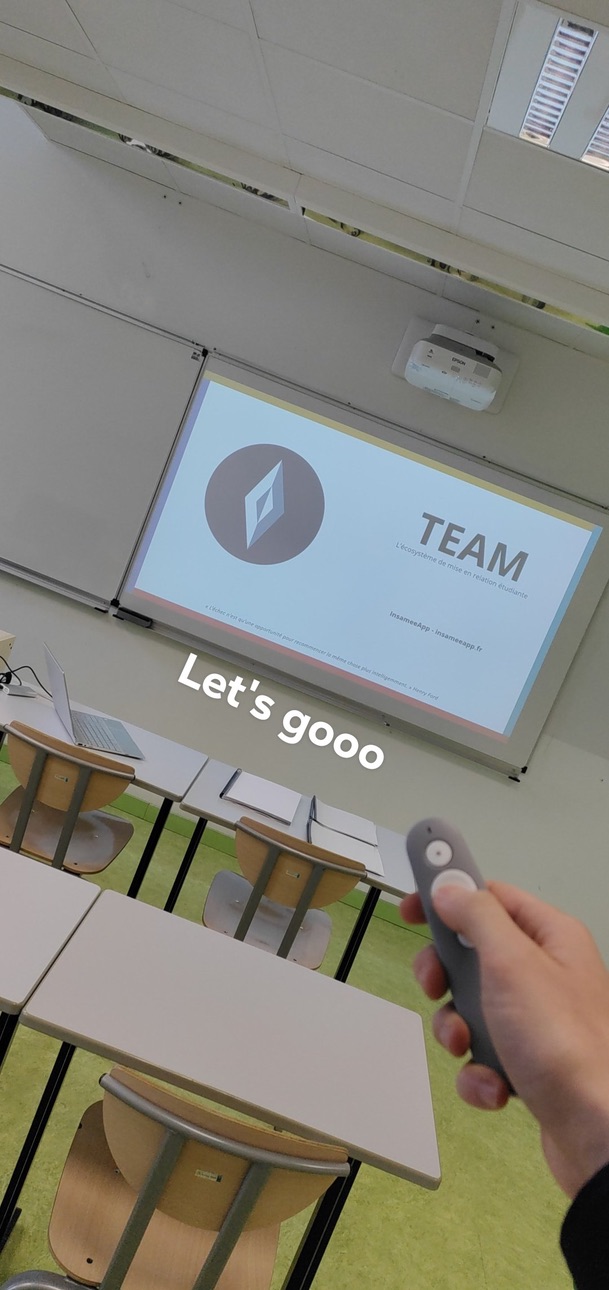 EPSON
TEAM
L'écosystème de mise en relation étudiante
InsameeApp - insameeapp.fr
« L'échec n'est qu'une opportunité pour recommencer la même chose plus intelligemment. » Henry Ford
Let's gooo